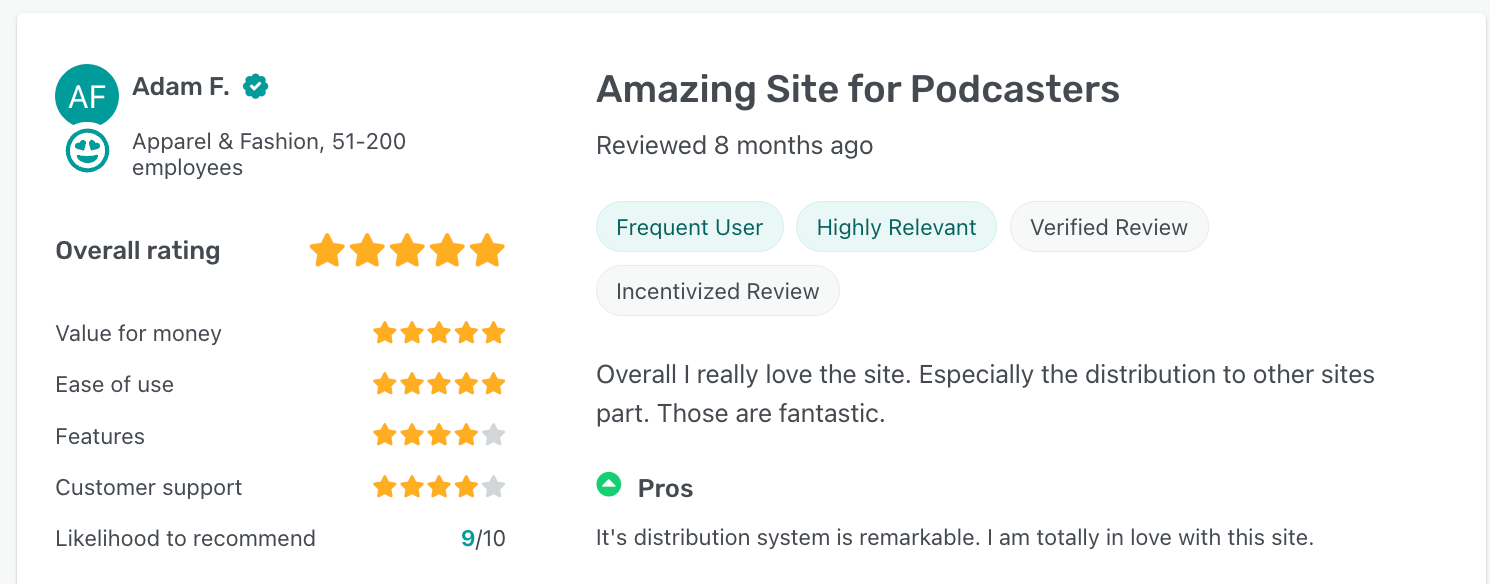 AF
Adam F.
Apparel & Fashion, 51-200
employees
Overall rating
Value for money
Ease of use
Features
Customer support
Likelihood to recommend 9/10
Amazing Site for Podcasters
Reviewed 8 months ago
Frequent User
Highly Relevant
Verified Review
Incentivized Review
Overall I really love the site. Especially the distribution to other sites
part. Those are fantastic.
Pros
It's distribution system is remarkable. I am totally in love with this site.